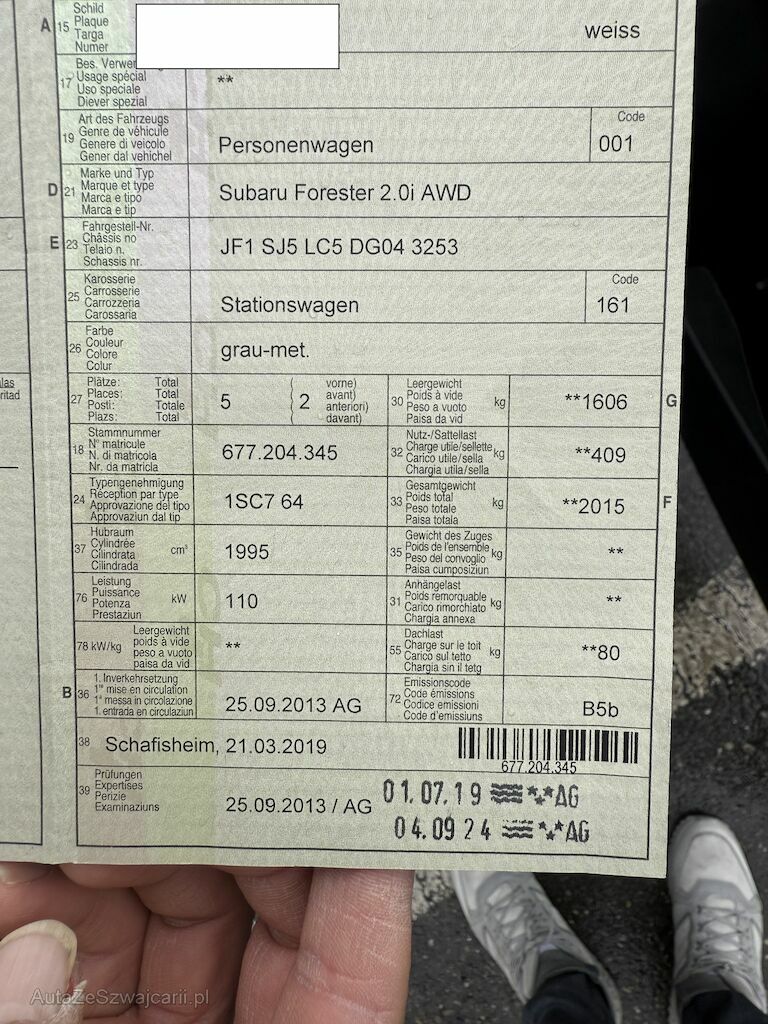 A 15 Schild
Plaque
Targa
Numer
weiss
17 Bes. Verwen
Usage spécial
Uso speciale
Diever spezial
**
19 Art des Fahrzeugs
Genre de véhicule
Genere di veicolo
Gener dal vehichel
Personenwagen
Code
001
D 21 Marke und Typ
Marque et type
Marca e tipo
Marca e tip
Subaru Forester 2.0i AWD
E 23 Fahrgestell-Nr.
Châssis no
Telaio n.
Schassis nr.
JF1 SJ5 LC5 DG04 3253
25 Karosserie
Carrosserie
Carrozzeria
Carossaria
Stationswagen
Code
161
26 Farbe
Couleur
Colore
Colur
grau-met.
las
ritad
27 Plätze: Total
Places: Total
Posti: Totale
Plazs: Total
5
( 2 vorne)
( avant)
( anteriori)
( davant)
30 Leergewicht
Poids à vide
Peso a vuoto
Paisa da vid
kg
**1606
G
18 Stammnummer
N° matricule
N. di matricola
Nr. da matricla
677.204.345
32 Nutz-/Sattellast
Charge utile/sellette
Carico utile/sella
Chargia utila/sella
kg
**409
24 Typengenehmigung
Réception par type
Approvazione del tipo
Approvaziun dal tip
1SC7 64
33 Gesamtgewicht
Poids total
Peso totale
Paisa totala
kg
**2015
F
37 Hubraum
Cylindrée
Cilindrata
Cilindrada
cm³
1995
35 Gewicht des Zuges
Poids de l'ensemble
Peso del convoglio
Paisa cumposiziun
kg
**
76 Leistung
Puissance
Potenza
Prestaziun
kW
110
31 Anhängelast
Poids remorquable
Carico rimorchiato
Chargia annexa
kg
**
78 kW/kg Leergewicht
poids à vide
peso a vuoto
paisa da vid
**
55 Dachlast
Charge sur le toit
Carico sul tetto
Chargia sin il tetg
kg
**80
B 36 1. Inverkehrsetzung
1re mise en circulation
1a messa in circolazione
1. entrada en circulaziun
25.09.2013 AG
72 Emissionscode
Code émissions
Codice emissioni
Code d'emissiuns
B5b
38 Schafisheim, 21.03.2019
677.204.345
39 Prüfungen
Expertises
Perizie
Examinaziuns
25.09.2013 / AG
01.07.19 AG
04.09 24 AG
AutaZeSzwajcarii.pl